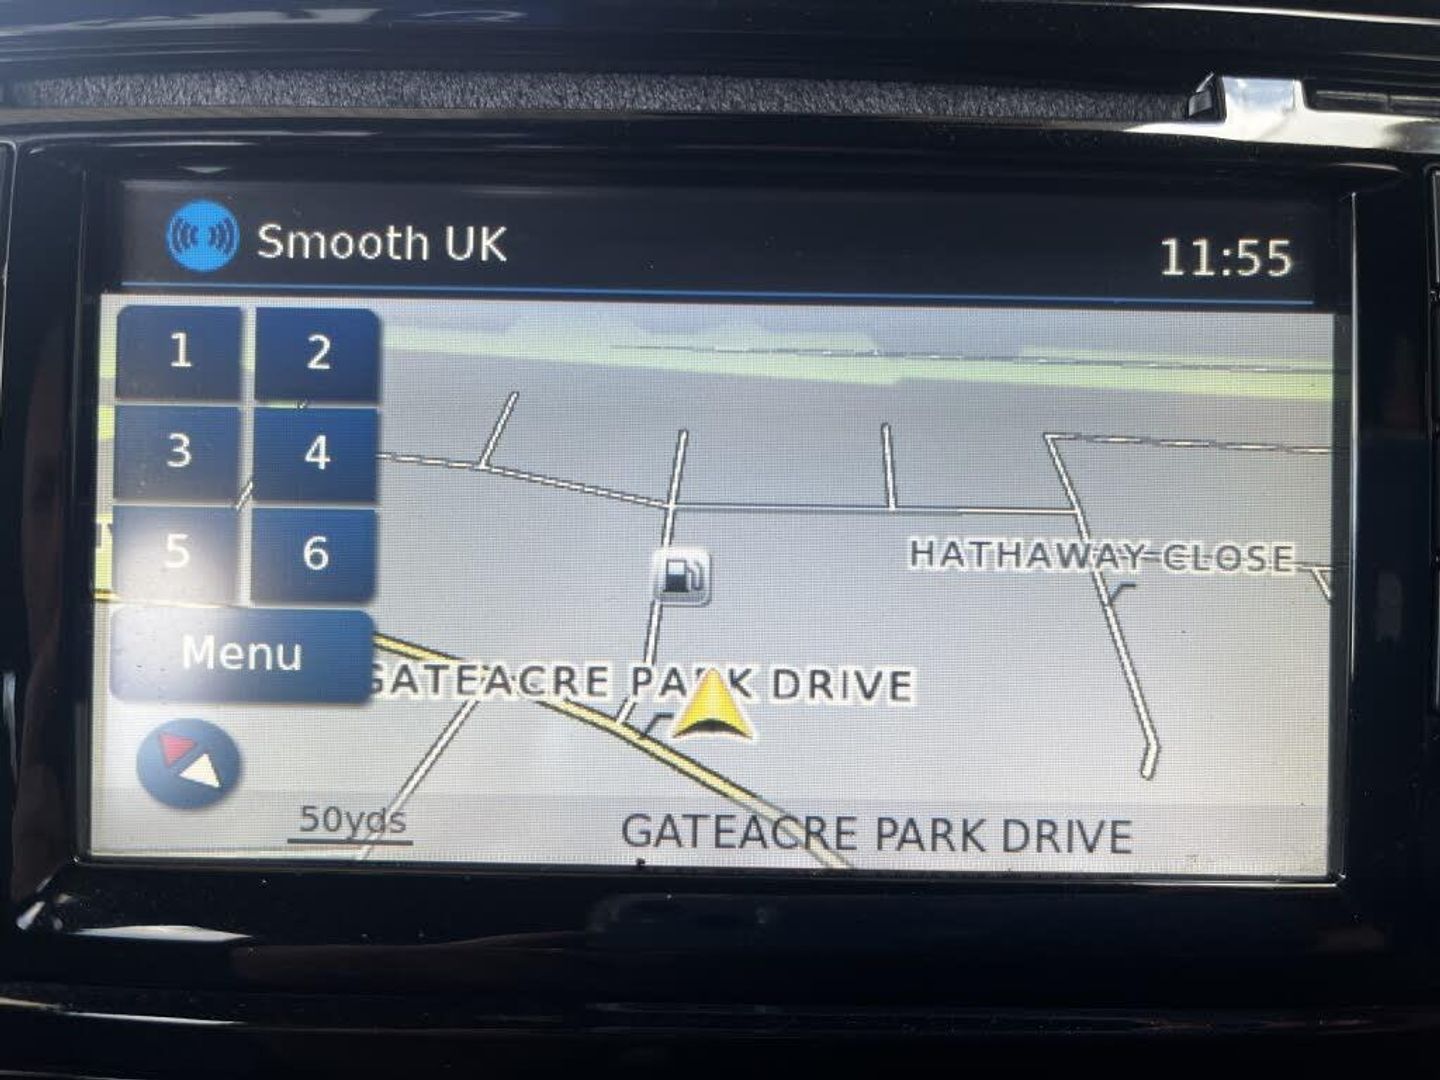 Smooth UK
11:55
1 2
3 4
5 6
HATHAWAY CLOSE
Menu
GATEACRE PARK DRIVE
50yds
GATEACRE PARK DRIVE